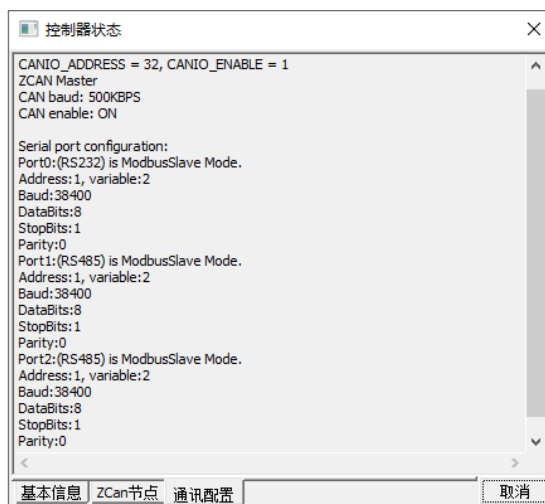 控制器状态
CANIO_ADDRESS = 32, CANIO_ENABLE = 1
ZCAN Master
CAN baud: 500KBPS
CAN enable: ON
Serial port configuration:
Port0:(RS232) is ModbusSlave Mode.
Address:1, variable:2
Baud:38400
DataBits:8
StopBits:1
Parity:0
Port1:(RS485) is ModbusSlave Mode.
Address:1, variable:2
Baud:38400
DataBits:8
StopBits:1
Parity:0
Port2:(RS485) is ModbusSlave Mode.
Address:1, variable:2
Baud:38400
DataBits:8
StopBits:1
Parity:0
基本信息 ZCan节点 通讯配置 取消